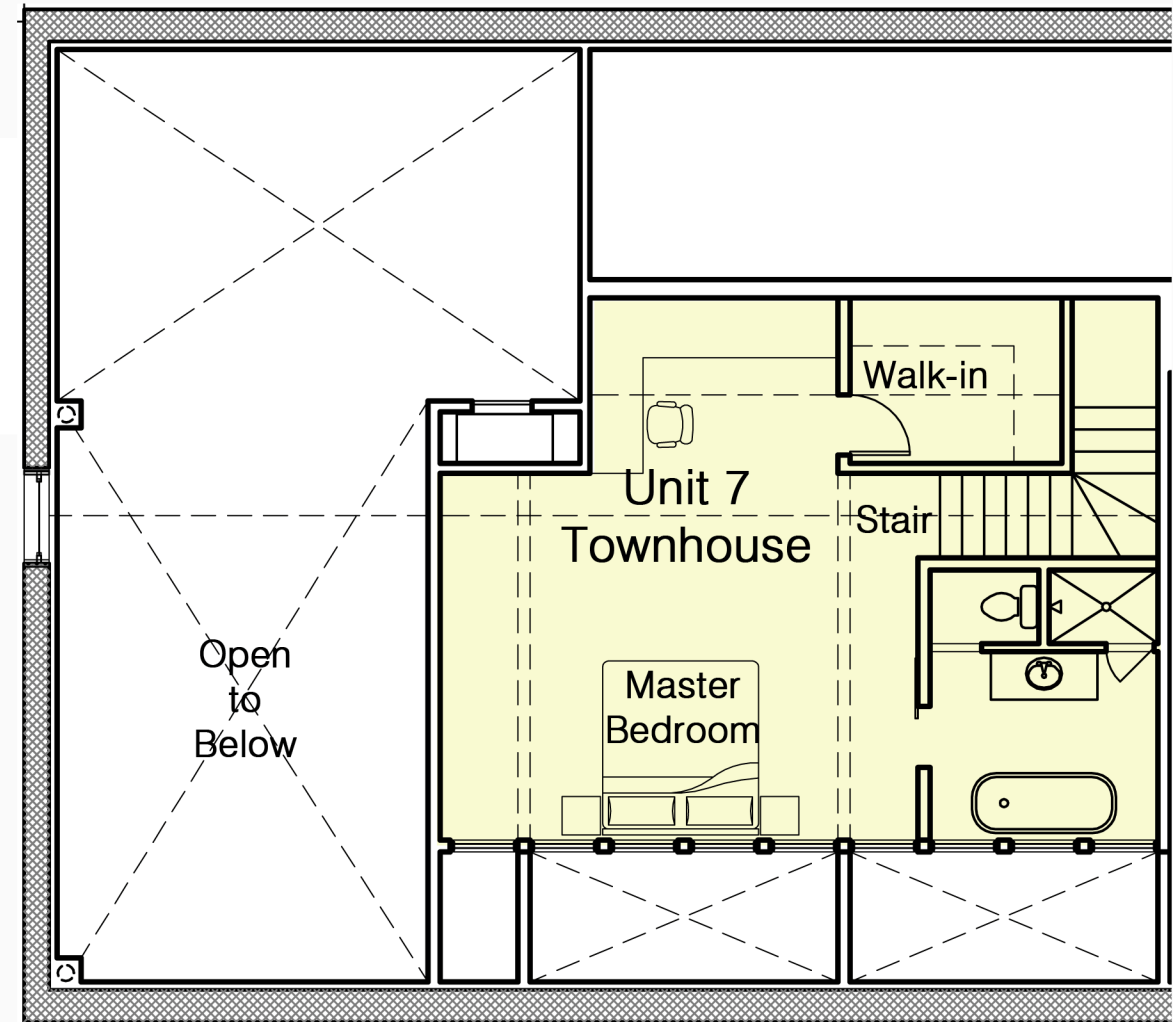 Walk-in
Unit 7
Townhouse
Stair
Open
to
Below
Master
Bedroom